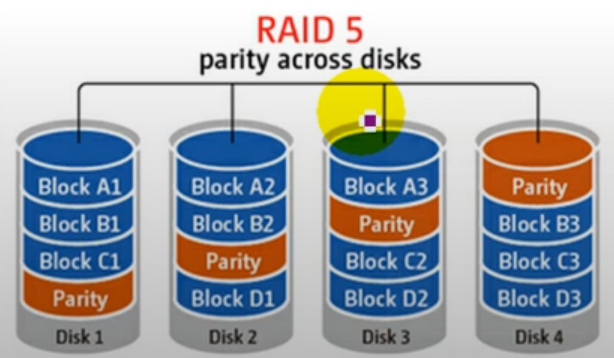 RAID 5
parity across disks
Block A1 Block A2 Block A3 Parity
Block B1 Block B2 Parity Block B3
Block C1 Parity Block C2 Block C3
Parity Block D1 Block D2 Block D3
Disk 1 Disk 2 Disk 3 Disk 4